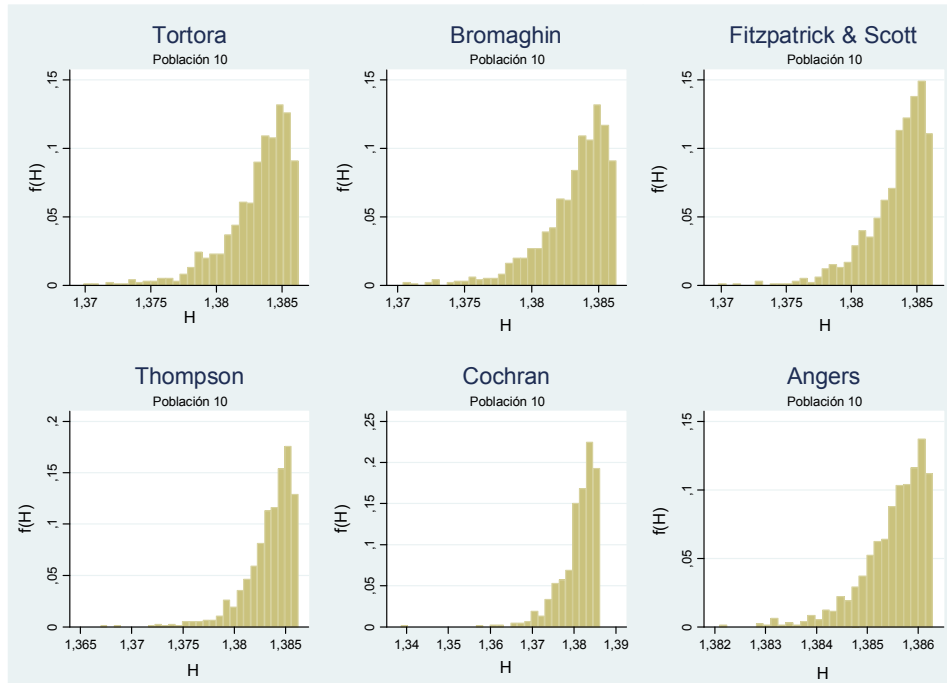 Tortora
Población 10
f(H)
,15
,1
,05
0
1,37 1,375 1,38 1,385
H
Bromaghin
Población 10
f(H)
,15
,1
,05
0
1,37 1,375 1,38 1,385
H
Fitzpatrick & Scott
Población 10
f(H)
,15
,1
,05
0
1,37 1,375 1,38 1,385
H
Thompson
Población 10
f(H)
,2
,15
,1
,05
0
1,365 1,37 1,375 1,38 1,385
H
Cochran
Población 10
f(H)
,25
,2
,15
,1
,05
0
1,34 1,35 1,36 1,37 1,38 1,39
H
Angers
Población 10
f(H)
,15
,1
,05
0
1,382 1,383 1,384 1,385 1,386
H